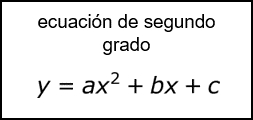 ecuación de segundo
grado
y = ax² + bx + c